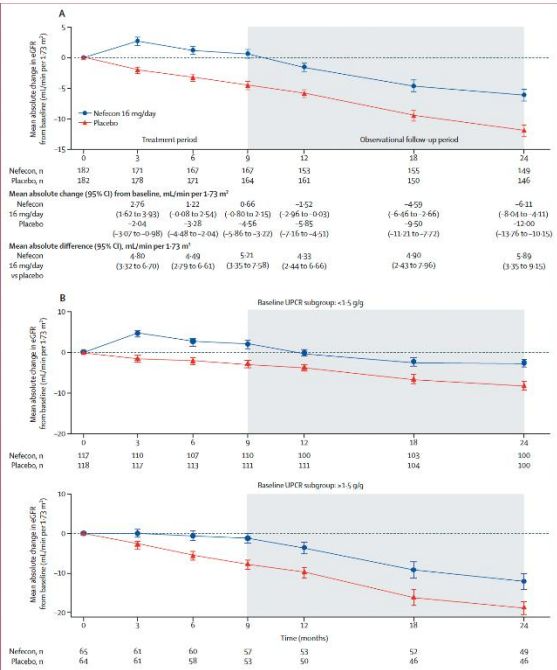 A
Mean absolute change in eGFR
from baseline (mL/min per 1·73 m²)
5
0
−5
−10
−15
Nefecon 16 mg/day
Placebo
Treatment period
Observational follow-up period
0 3 6 9 12 18 24
Nefecon, n 182 171 167 167 153 155 149
Placebo, n 182 178 171 164 161 150 146
Mean absolute change (95% CI) from baseline, mL/min per 1·73 m²
Nefecon 2·76 1·22 0·66 −1·52 −4·59 −6·11
16 mg/day (1·62 to 3·93) (−0·08 to 2·54) (−0·80 to 2·15) (−2·96 to −0·03) (−6·46 to −2·66) (−8·04 to −4·11)
Placebo −2·04 −3·28 −4·56 −5·85 −9·50 −12·00
(−3·07 to −0·98) (−4·48 to −2·04) (−5·86 to −3·22) (−7·16 to −4·51) (−11·21 to −7·72) (−13·76 to −10·15)
Mean absolute difference (95% CI), mL/min per 1·73 m²
Nefecon 4·80 4·49 5·21 4·33 4·90 5·89
16 mg/day (3·32 to 6·70) (2·79 to 6·61) (3·35 to 7·58) (2·44 to 6·66) (2·43 to 7·96) (3·35 to 9·15)
vs placebo
B
Baseline UPCR subgroup: <1·5 g/g
Mean absolute change in eGFR
from baseline (mL/min per 1·73 m²)
10
0
−10
−20
0 3 6 9 12 18 24
Nefecon, n 117 110 107 110 100 103 100
Placebo, n 118 117 113 111 111 104 100
Baseline UPCR subgroup: ≥1·5 g/g
Mean absolute change in eGFR
from baseline (mL/min per 1·73 m²)
10
0
−10
−20
0 3 6 9 12 18 24
Time (months)
Nefecon, n 65 61 60 57 53 52 49
Placebo, n 64 61 58 53 50 46 46